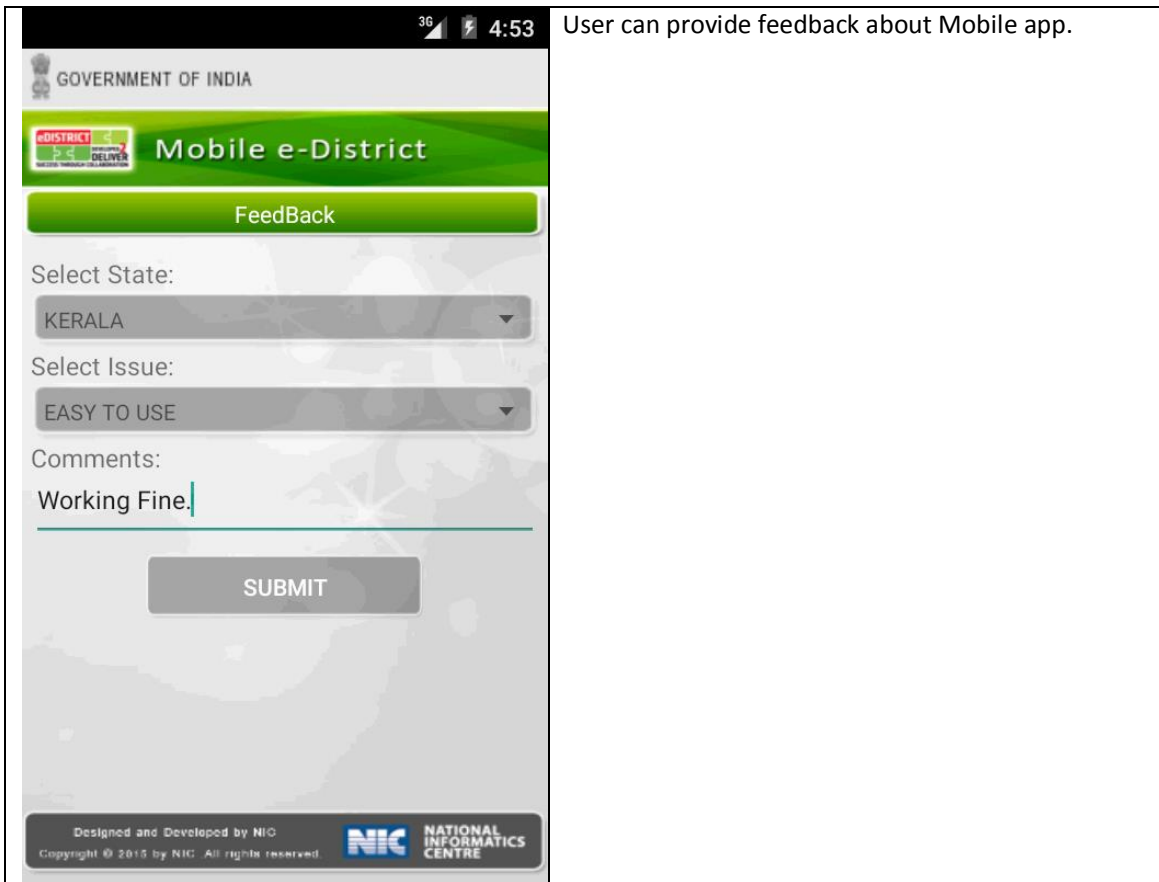 3G 4:53
GOVERNMENT OF INDIA
eDISTRICT
DELIVER
Mobile e-District
FeedBack
Select State:
KERALA
Select Issue:
EASY TO USE
Comments:
Working Fine.
SUBMIT
Designed and Developed by NIC
Copyright © 2015 by NIC All rights reserved.
NIC
NATIONAL
INFORMATICS
CENTRE
User can provide feedback about Mobile app.